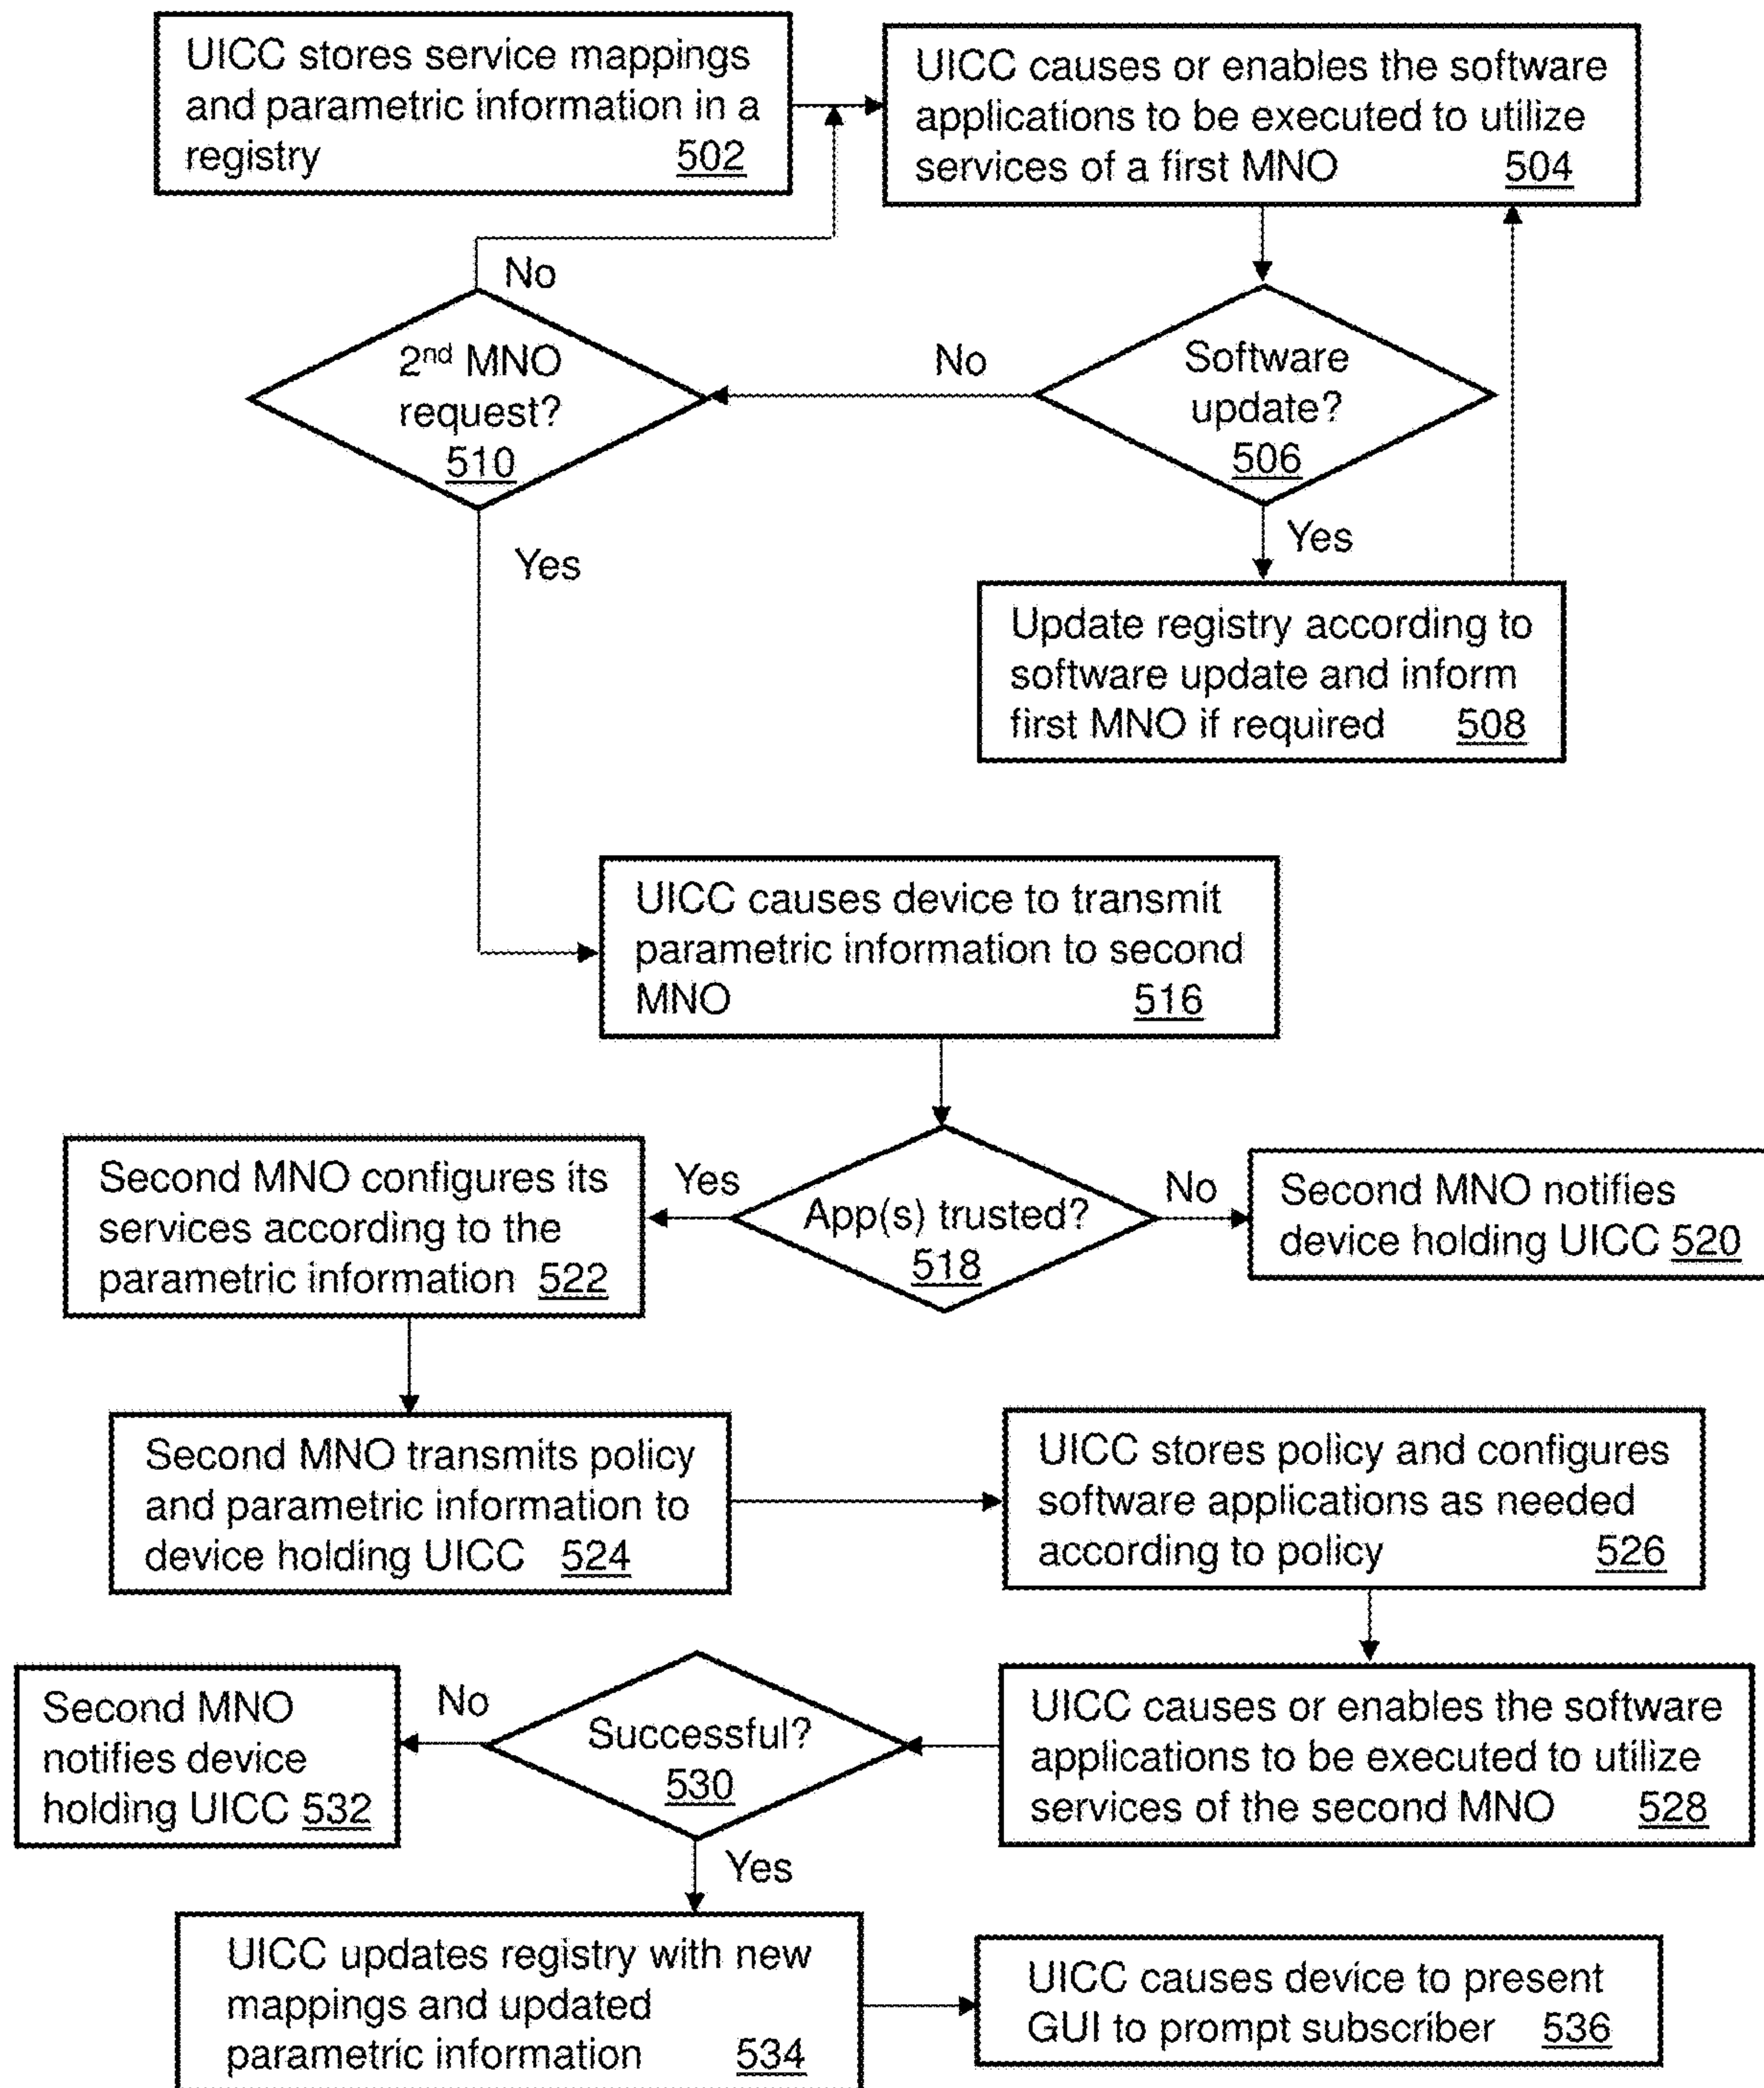 UICC stores service mappings
and parametric information in a
registry 502
UICC causes or enables the software
applications to be executed to utilize
services of a first MNO 504
No
2nd MNO
request?
510
No
Software
update?
506
Yes
Yes
Update registry according to
software update and inform
first MNO if required 508
UICC causes device to transmit
parametric information to second
MNO 516
Second MNO configures its
services according to the
parametric information 522
Yes
App(s) trusted?
518
No
Second MNO notifies
device holding UICC 520
Second MNO transmits policy
and parametric information to
device holding UICC 524
UICC stores policy and configures
software applications as needed
according to policy 526
Second MNO
notifies device
holding UICC 532
No
Successful?
530
UICC causes or enables the software
applications to be executed to utilize
services of the second MNO 528
Yes
UICC updates registry with new
mappings and updated
parametric information 534
UICC causes device to present
GUI to prompt subscriber 536